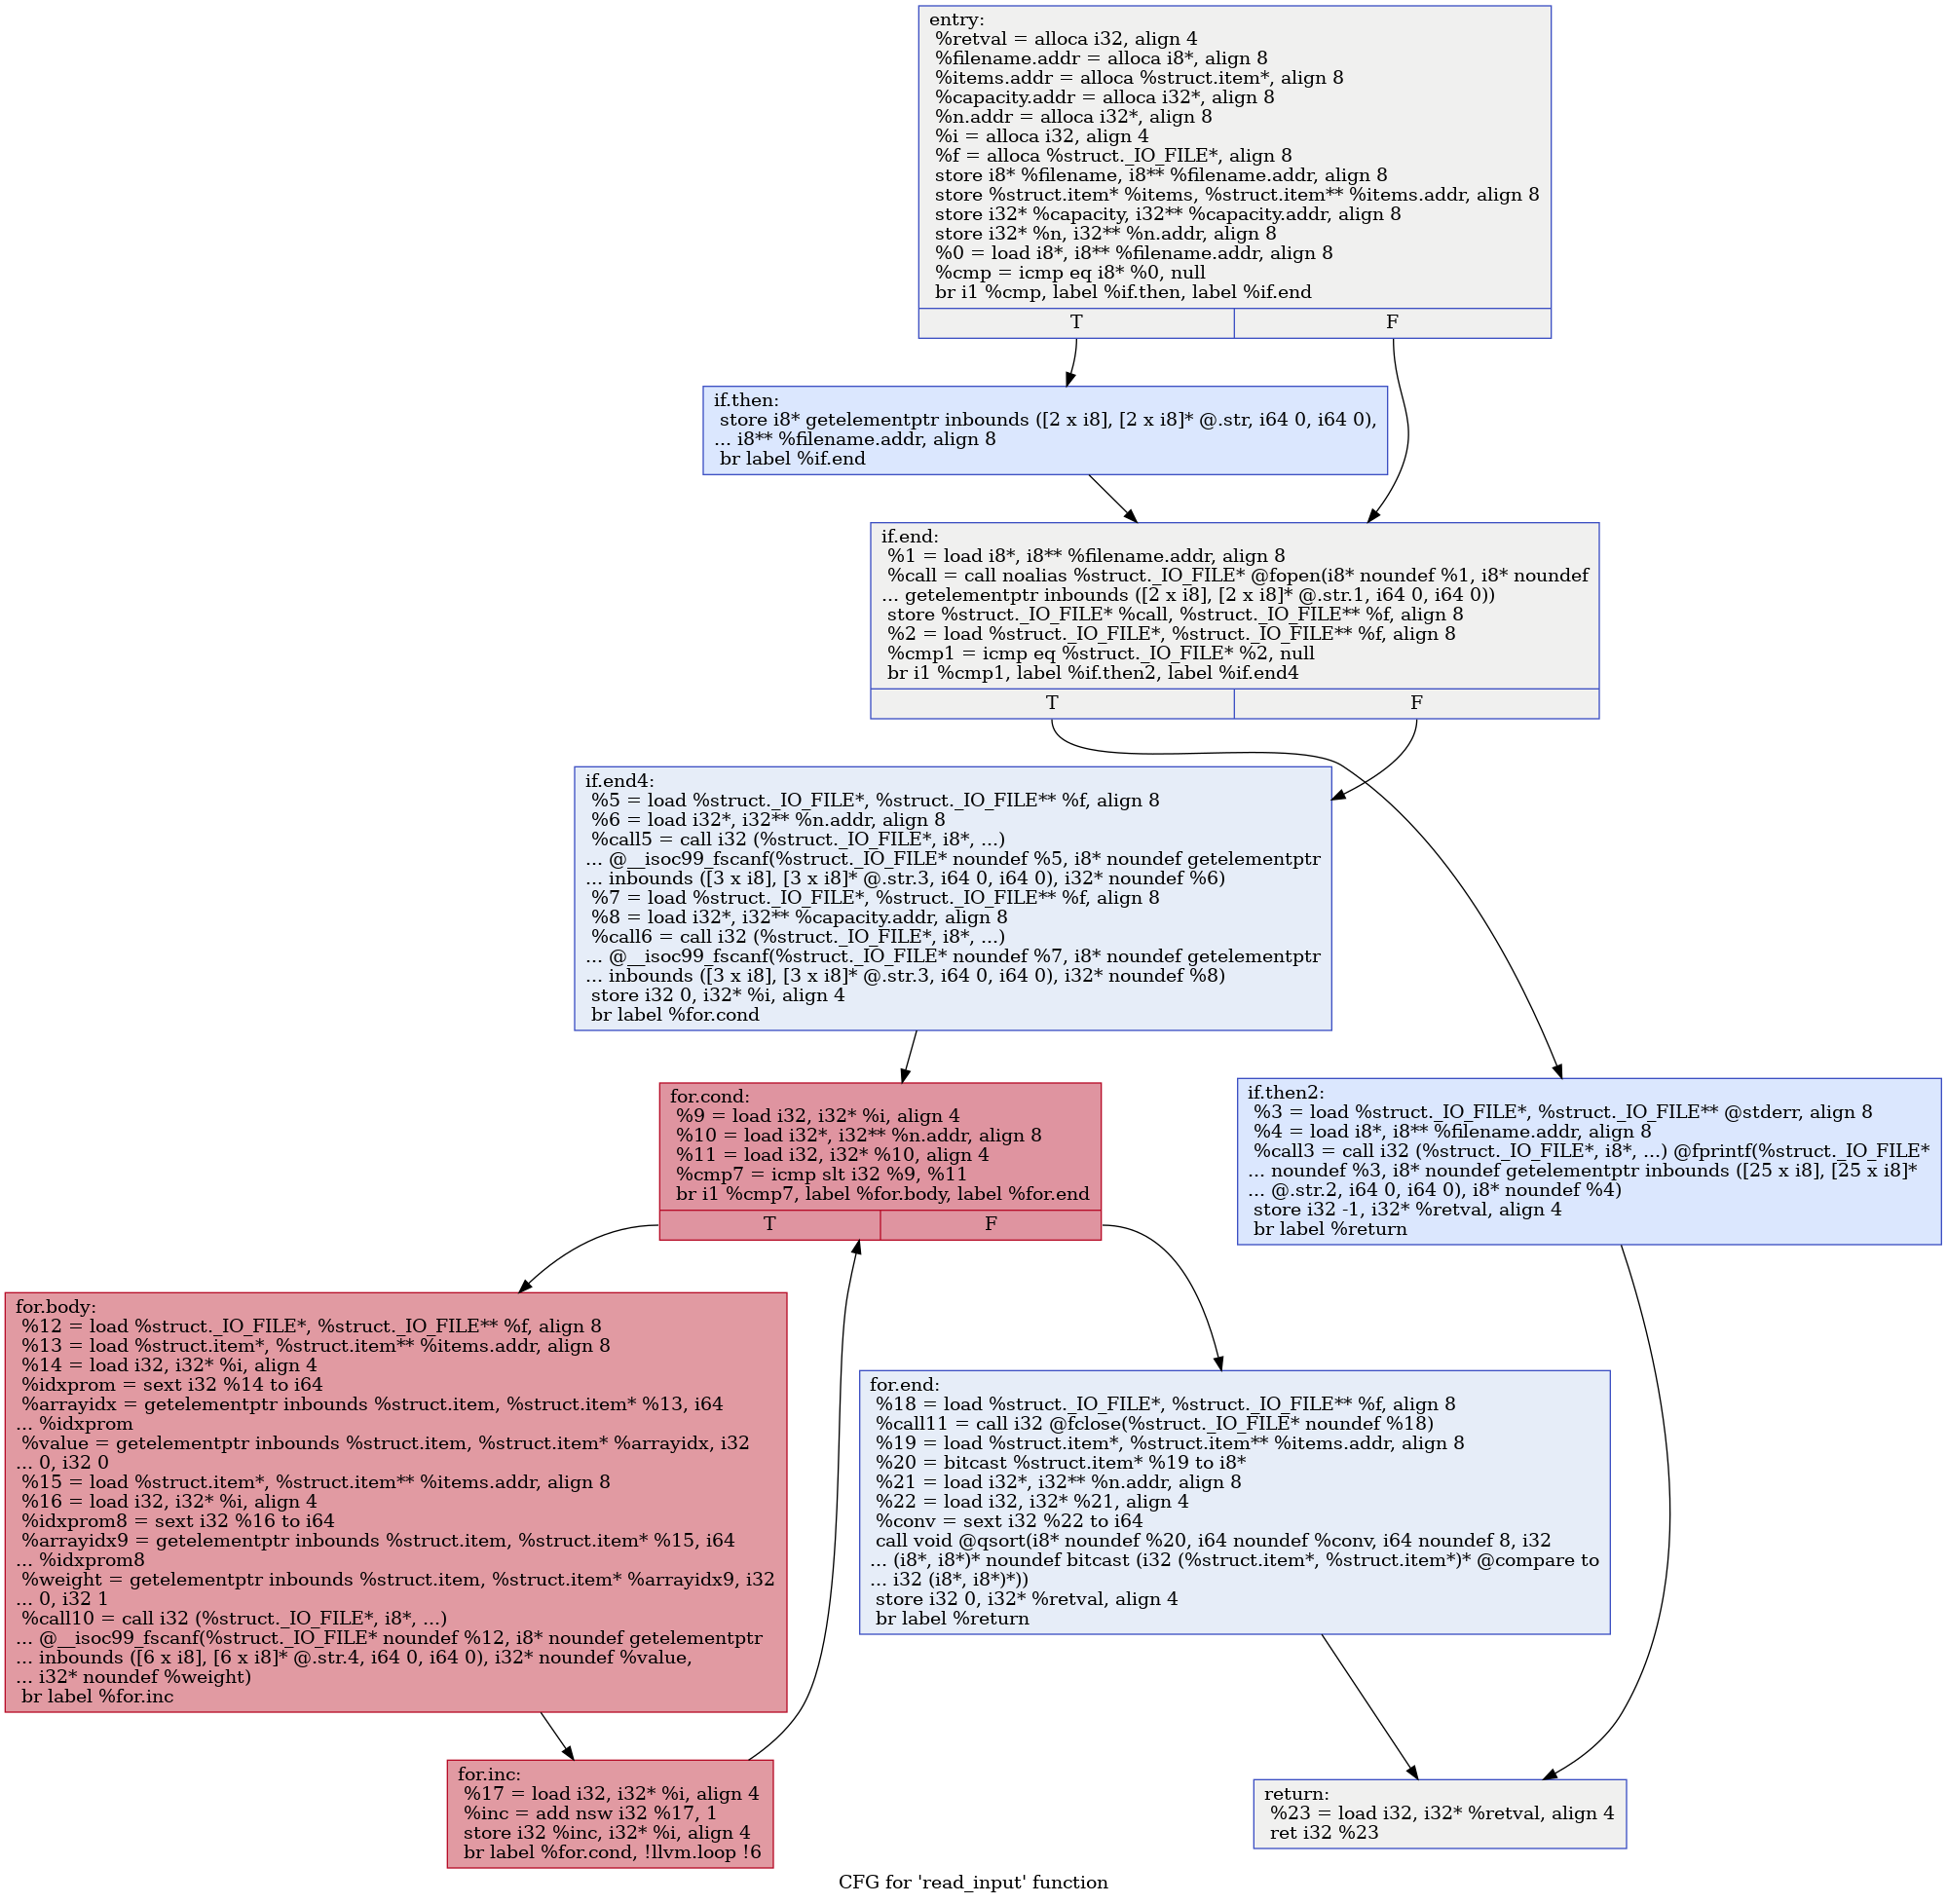 entry:
%retval = alloca i32, align 4
%filename.addr = alloca i8*, align 8
%items.addr = alloca %struct.item*, align 8
%capacity.addr = alloca i32*, align 8
%n.addr = alloca i32*, align 8
%i = alloca i32, align 4
%f = alloca %struct._IO_FILE*, align 8
store i8* %filename, i8** %filename.addr, align 8
store %struct.item* %items, %struct.item** %items.addr, align 8
store i32* %capacity, i32** %capacity.addr, align 8
store i32* %n, i32** %n.addr, align 8
%0 = load i8*, i8** %filename.addr, align 8
%cmp = icmp eq i8* %0, null
br i1 %cmp, label %if.then, label %if.end
T
F
if.then:
store i8* getelementptr inbounds ([2 x i8], [2 x i8]* @.str, i64 0, i64 0),
... i8** %filename.addr, align 8
br label %if.end
if.end:
%1 = load i8*, i8** %filename.addr, align 8
%call = call noalias %struct._IO_FILE* @fopen(i8* noundef %1, i8* noundef
... getelementptr inbounds ([2 x i8], [2 x i8]* @.str.1, i64 0, i64 0))
store %struct._IO_FILE* %call, %struct._IO_FILE** %f, align 8
%2 = load %struct._IO_FILE*, %struct._IO_FILE** %f, align 8
%cmp1 = icmp eq %struct._IO_FILE* %2, null
br i1 %cmp1, label %if.then2, label %if.end4
T
F
if.end4:
%5 = load %struct._IO_FILE*, %struct._IO_FILE** %f, align 8
%6 = load i32*, i32** %n.addr, align 8
%call5 = call i32 (%struct._IO_FILE*, i8*, ...)
... @__isoc99_fscanf(%struct._IO_FILE* noundef %5, i8* noundef getelementptr
... inbounds ([3 x i8], [3 x i8]* @.str.3, i64 0, i64 0), i32* noundef %6)
%7 = load %struct._IO_FILE*, %struct._IO_FILE** %f, align 8
%8 = load i32*, i32** %capacity.addr, align 8
%call6 = call i32 (%struct._IO_FILE*, i8*, ...)
... @__isoc99_fscanf(%struct._IO_FILE* noundef %7, i8* noundef getelementptr
... inbounds ([3 x i8], [3 x i8]* @.str.3, i64 0, i64 0), i32* noundef %8)
store i32 0, i32* %i, align 4
br label %for.cond
if.then2:
%3 = load %struct._IO_FILE*, %struct._IO_FILE** @stderr, align 8
%4 = load i8*, i8** %filename.addr, align 8
%call3 = call i32 (%struct._IO_FILE*, i8*, ...) @fprintf(%struct._IO_FILE*
... noundef %3, i8* noundef getelementptr inbounds ([25 x i8], [25 x i8]*
... @.str.2, i64 0, i64 0), i8* noundef %4)
store i32 -1, i32* %retval, align 4
br label %return
for.cond:
%9 = load i32, i32* %i, align 4
%10 = load i32*, i32** %n.addr, align 8
%11 = load i32, i32* %10, align 4
%cmp7 = icmp slt i32 %9, %11
br i1 %cmp7, label %for.body, label %for.end
T
F
for.body:
%12 = load %struct._IO_FILE*, %struct._IO_FILE** %f, align 8
%13 = load %struct.item*, %struct.item** %items.addr, align 8
%14 = load i32, i32* %i, align 4
%idxprom = sext i32 %14 to i64
%arrayidx = getelementptr inbounds %struct.item, %struct.item* %13, i64
... %idxprom
%value = getelementptr inbounds %struct.item, %struct.item* %arrayidx, i32
... 0, i32 0
%15 = load %struct.item*, %struct.item** %items.addr, align 8
%16 = load i32, i32* %i, align 4
%idxprom8 = sext i32 %16 to i64
%arrayidx9 = getelementptr inbounds %struct.item, %struct.item* %15, i64
... %idxprom8
%weight = getelementptr inbounds %struct.item, %struct.item* %arrayidx9, i32
... 0, i32 1
%call10 = call i32 (%struct._IO_FILE*, i8*, ...)
... @__isoc99_fscanf(%struct._IO_FILE* noundef %12, i8* noundef getelementptr
... inbounds ([6 x i8], [6 x i8]* @.str.4, i64 0, i64 0), i32* noundef %value,
... i32* noundef %weight)
br label %for.inc
for.end:
%18 = load %struct._IO_FILE*, %struct._IO_FILE** %f, align 8
%call11 = call i32 @fclose(%struct._IO_FILE* noundef %18)
%19 = load %struct.item*, %struct.item** %items.addr, align 8
%20 = bitcast %struct.item* %19 to i8*
%21 = load i32*, i32** %n.addr, align 8
%22 = load i32, i32* %21, align 4
%conv = sext i32 %22 to i64
call void @qsort(i8* noundef %20, i64 noundef %conv, i64 noundef 8, i32
... (i8*, i8*)* noundef bitcast (i32 (%struct.item*, %struct.item*)* @compare to
... i32 (i8*, i8*)*))
store i32 0, i32* %retval, align 4
br label %return
for.inc:
%17 = load i32, i32* %i, align 4
%inc = add nsw i32 %17, 1
store i32 %inc, i32* %i, align 4
br label %for.cond, !llvm.loop !6
return:
%23 = load i32, i32* %retval, align 4
ret i32 %23
CFG for 'read_input' function